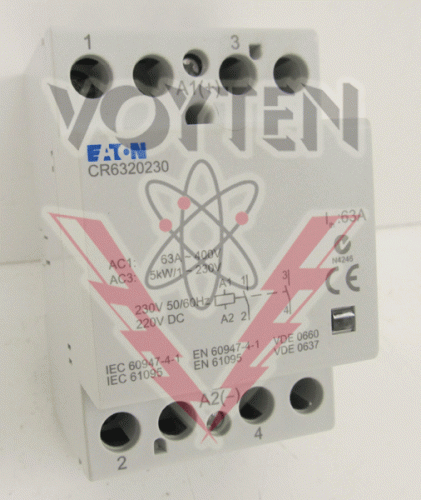 1 3
A1(+)
VOYTEN
EATON
CR6320230
Ie :63A
AC1: 63A ~ 400V
AC3: 5kW/1~230V
N4245
CE
230V 50/60Hz
220V DC
A1 1 3
A2 2 4
IEC 60947-4-1
IEC 61095
EN 60947-4-1
EN 61095
VDE 0660
VDE 0637
A2(−)
2 4